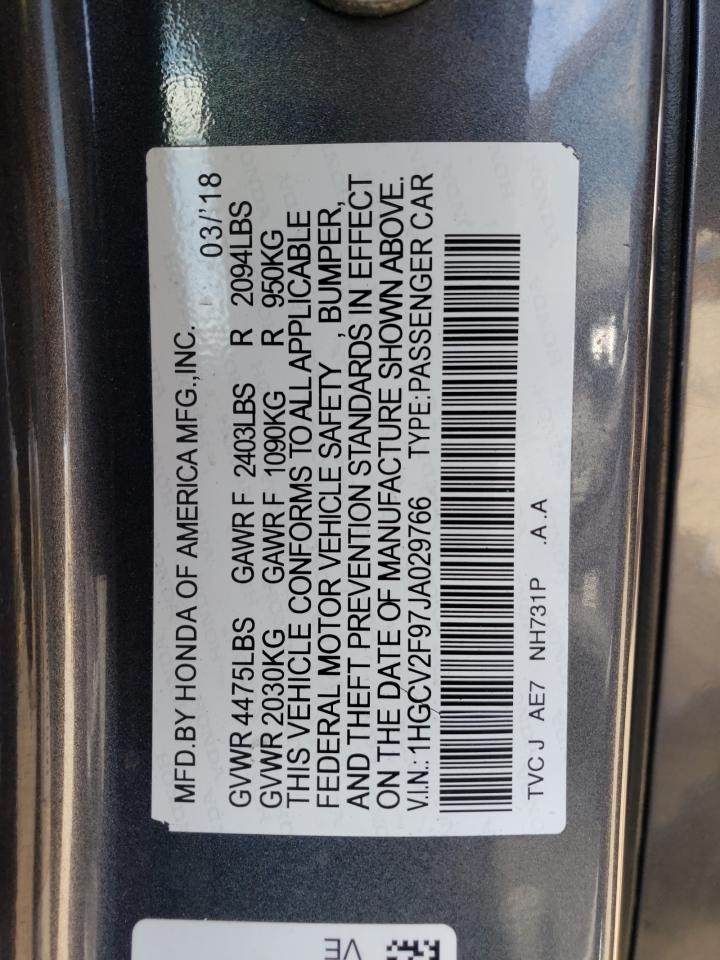 MFD.BY HONDA OF AMERICA MFG.,INC. 03/'18
GVWR 4475LBS GAWR F 2403LBS R 2094LBS
GVWR 2030KG GAWR F 1090KG R 950KG
THIS VEHICLE CONFORMS TO ALL APPLICABLE
FEDERAL MOTOR VEHICLE SAFETY , BUMPER,
AND THEFT PREVENTION STANDARDS IN EFFECT
ON THE DATE OF MANUFACTURE SHOWN ABOVE.
V.I.N.: 1HGCV2F97JA029766 TYPE:PASSENGER CAR
TVC J AE7 NH731P .A .A
VE